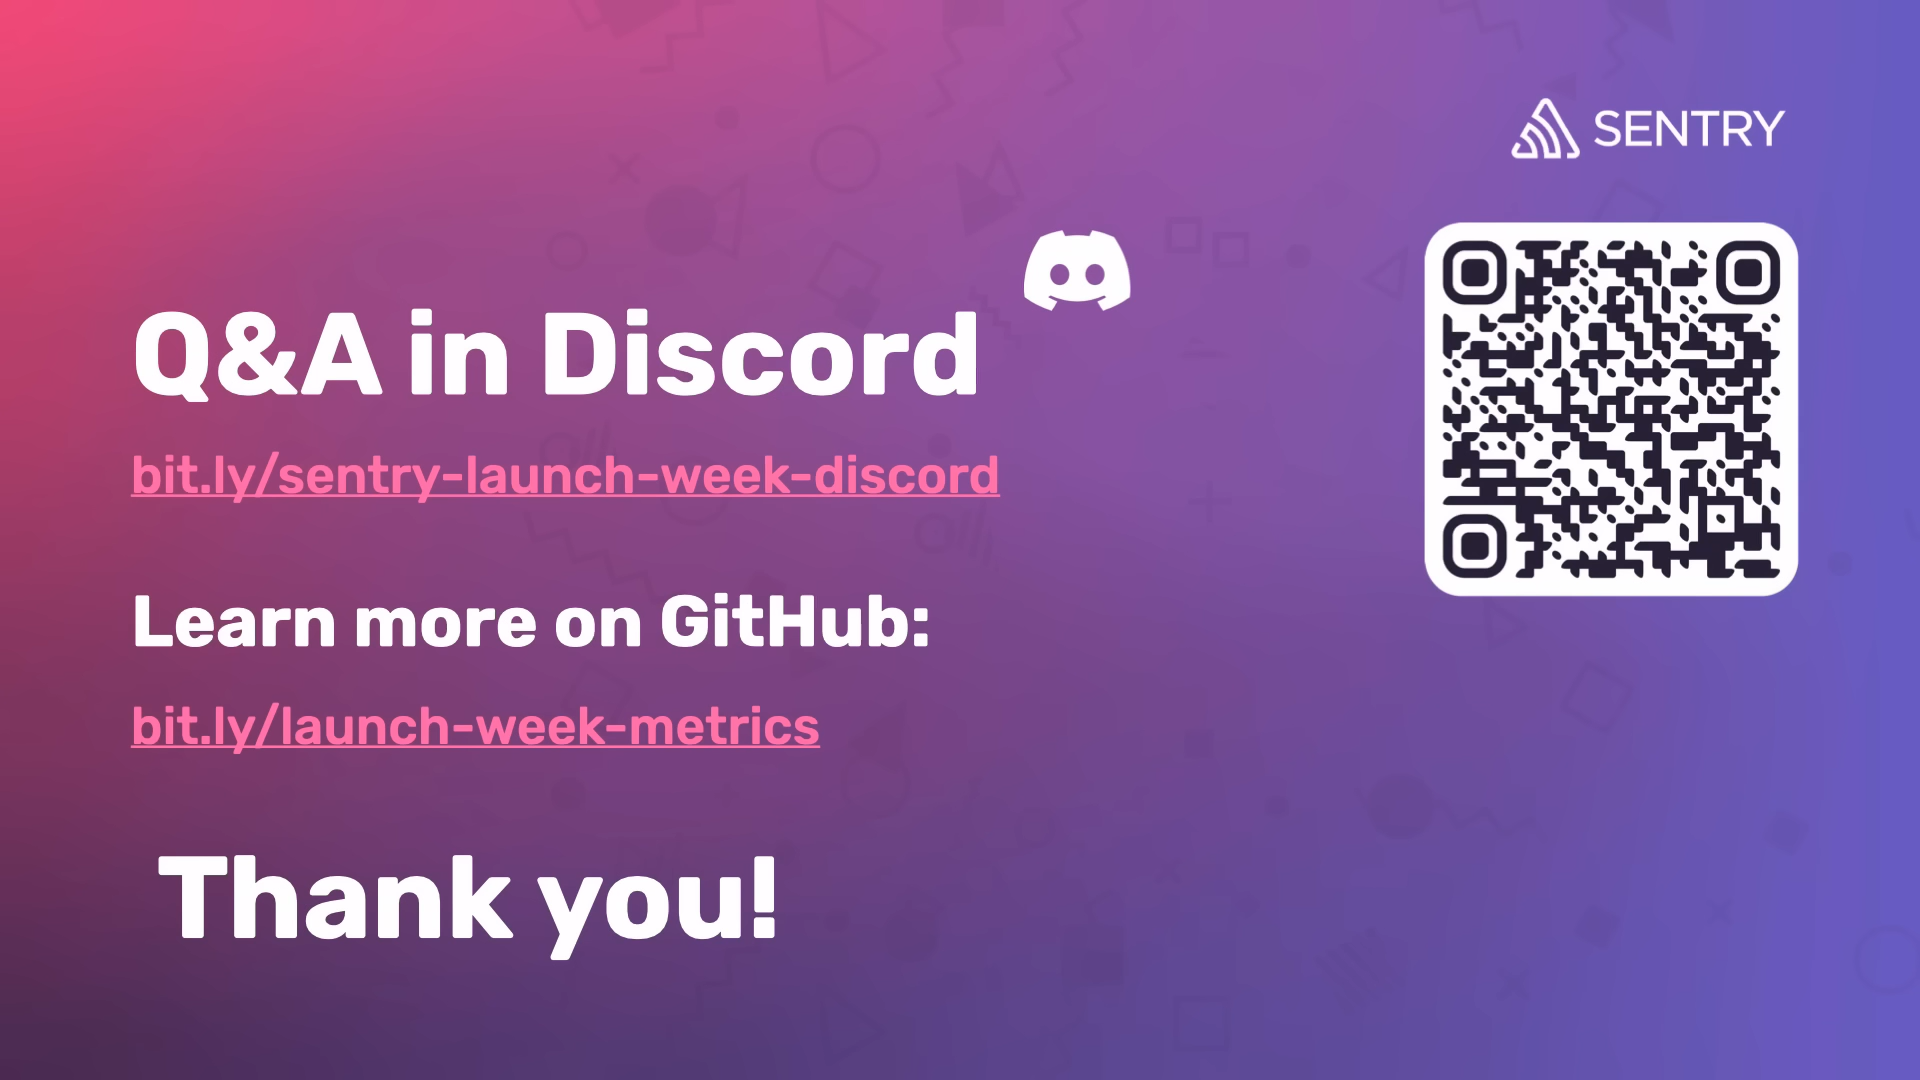 SENTRY
Q&A in Discord
bit.ly/sentry-launch-week-discord
Learn more on GitHub:
bit.ly/launch-week-metrics
Thank you!